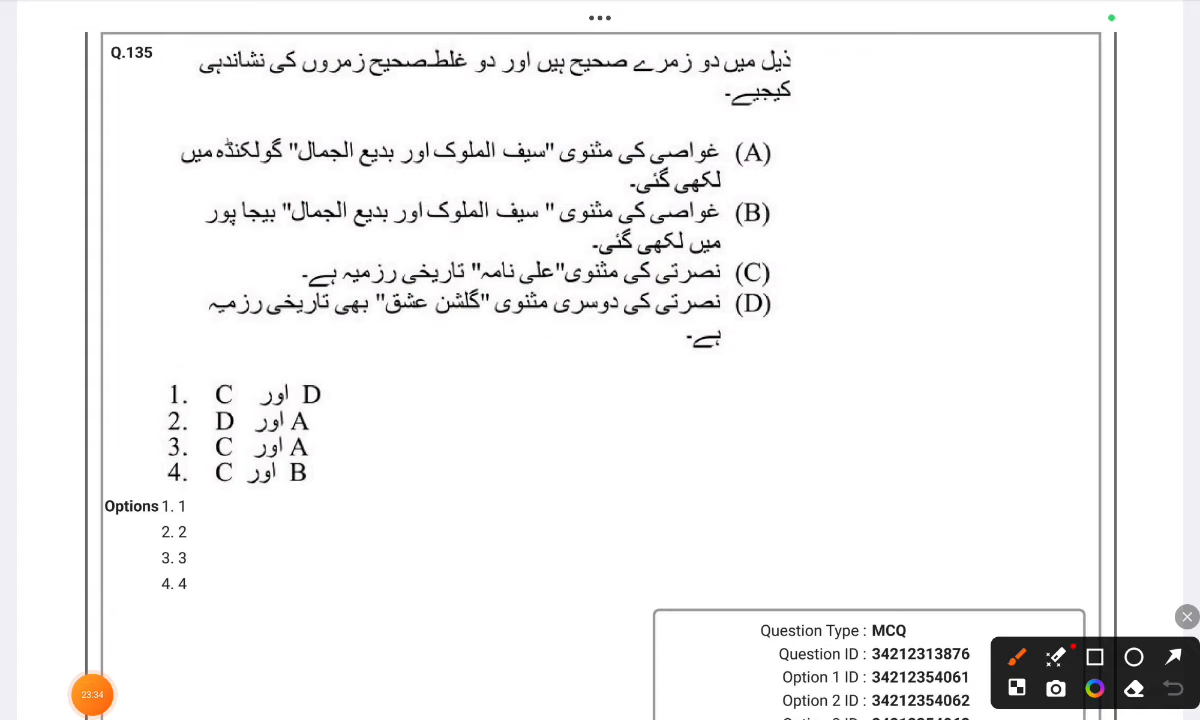 Q.135
ذیل میں دو زمرے صحیح ہیں اور دو غلط۔صحیح زمروں کی نشاندہی
کیجیے۔
(A) غواصی کی مثنوی "سیف الملوک اور بدیع الجمال" گولکنڈہ میں
لکھی گئی۔
(B) غواصی کی مثنوی " سیف الملوک اور بدیع الجمال" بیجا پور
میں لکھی گئی۔
(C) نصرتی کی مثنوی"علی نامہ" تاریخی رزمیہ ہے۔
(D) نصرتی کی دوسری مثنوی "گلشن عشق" بھی تاریخی رزمیہ
ہے۔
1. C اور D
2. D اور A
3. C اور A
4. C اور B
Options 1. 1
2. 2
3. 3
4. 4
Question Type : MCQ
Question ID : 34212313876
Option 1 ID : 34212354061
Option 2 ID : 34212354062
23:34